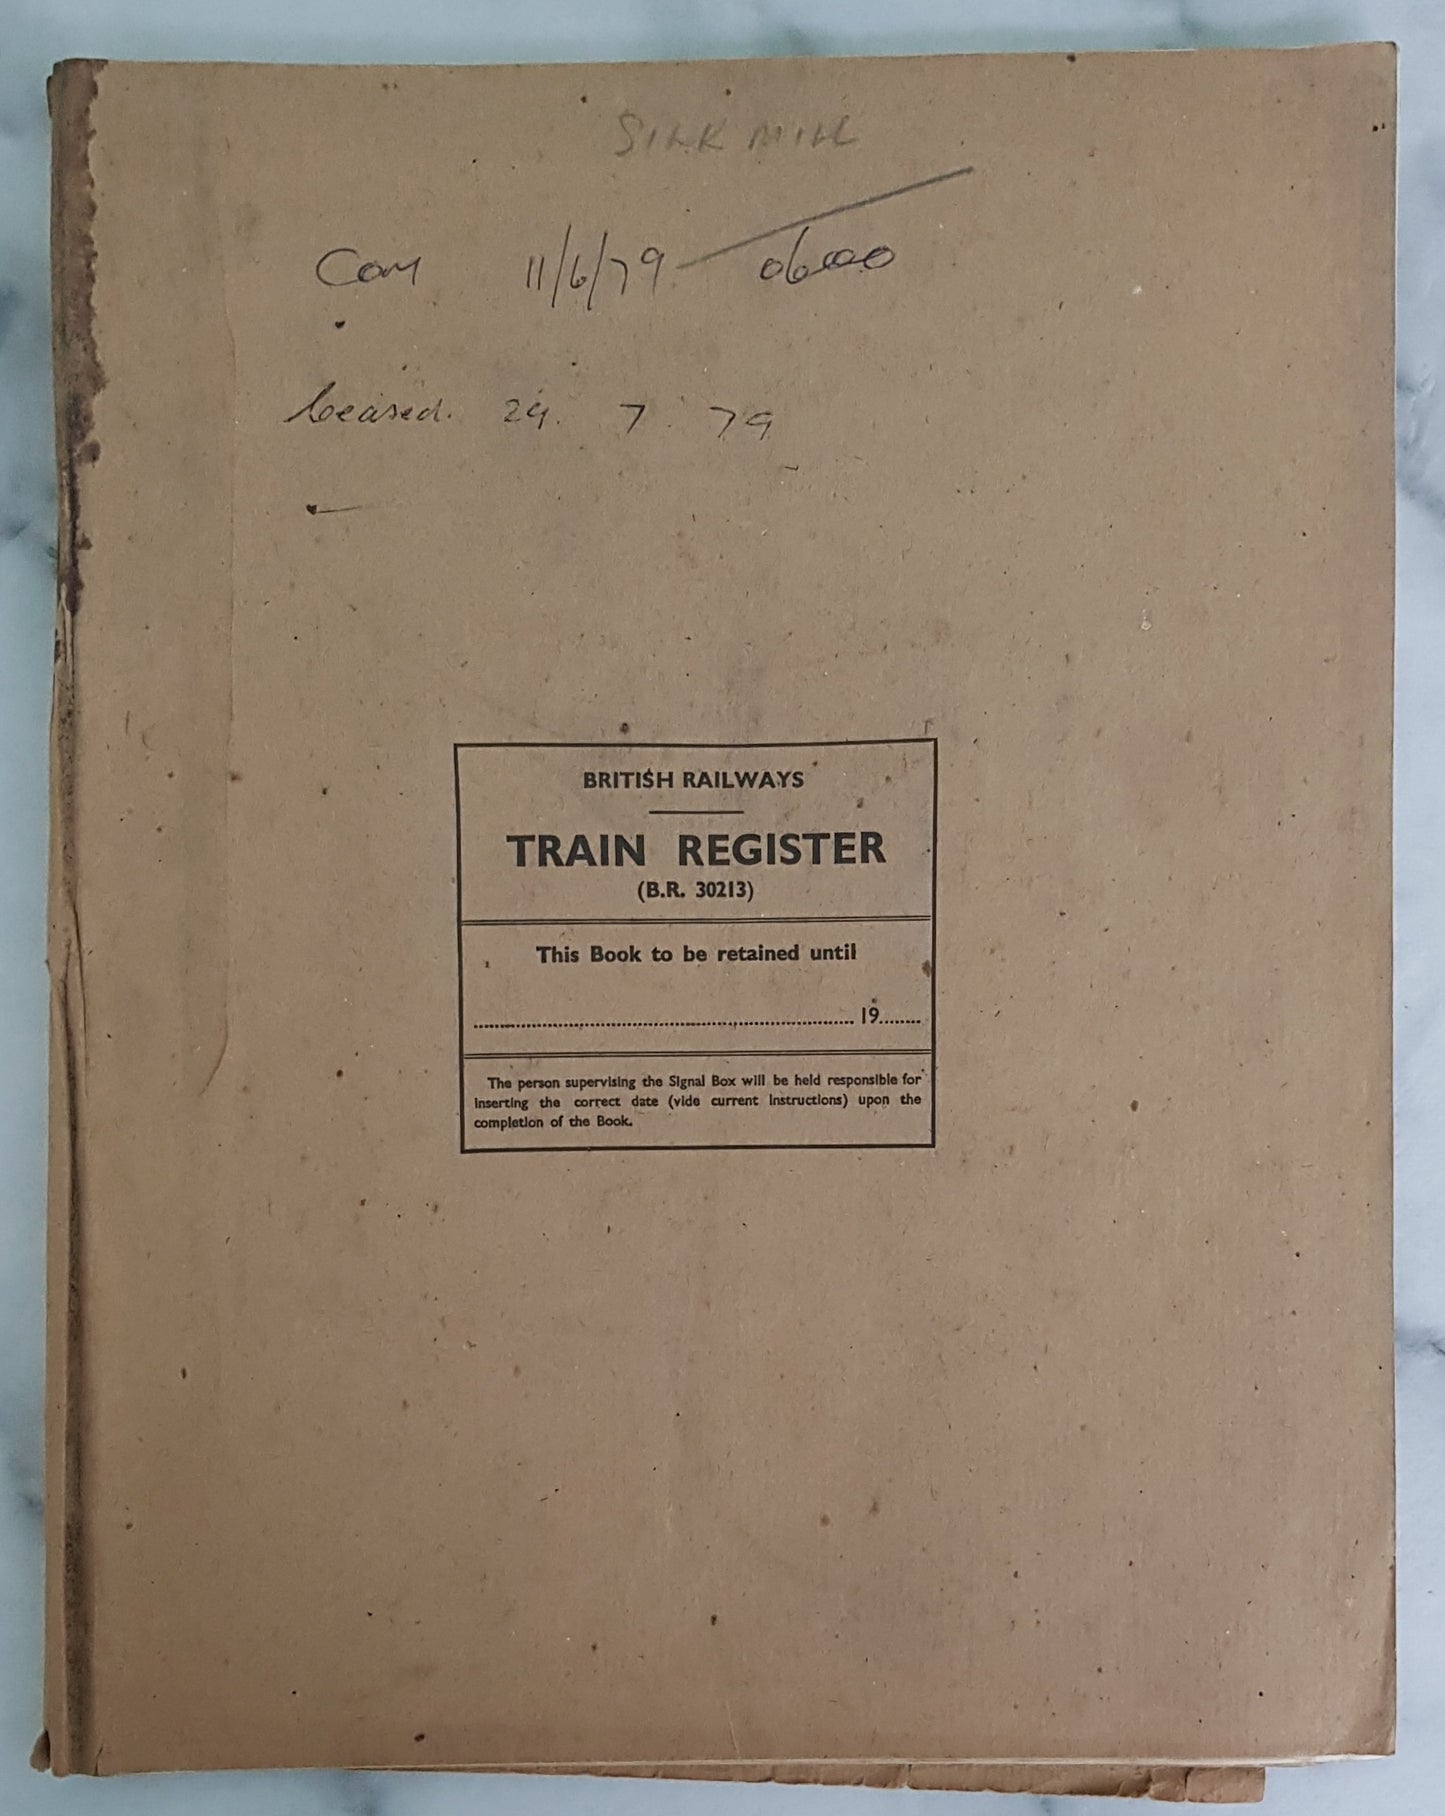 SILK MILL
Com 11/6/79 0600
Ceased. 29. 7. 79
BRITISH RAILWAYS
TRAIN REGISTER
(B.R. 30213)
This Book to be retained until
................................................................ 19........
The person supervising the Signal Box will be held responsible for
inserting the correct date (vide current instructions) upon the
completion of the Book.